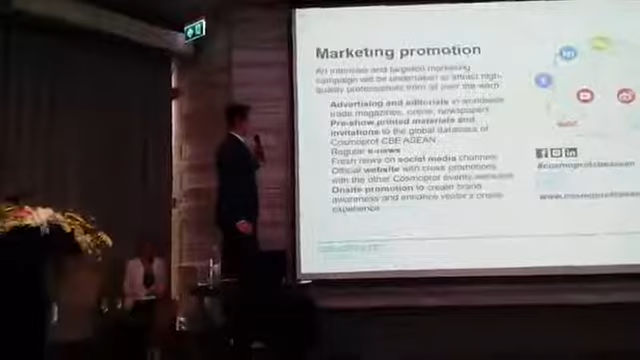 Marketing promotion
An intensive and targeted marketing
campaign will be undertaken to attract high-
quality professionals from all over the world
Advertising and editorials in worldwide
trade magazines, online, newspapers
Pre-show printed materials and
invitations to the global database of
Cosmoprof CBE ASEAN
Regular e-news
Fresh news on social media channels
Official website with cross promotions
with the other Cosmoprof events websites
Onsite promotion to create brand
awareness and enhance visitor's onsite
experience
#cosmoprofcbeasean